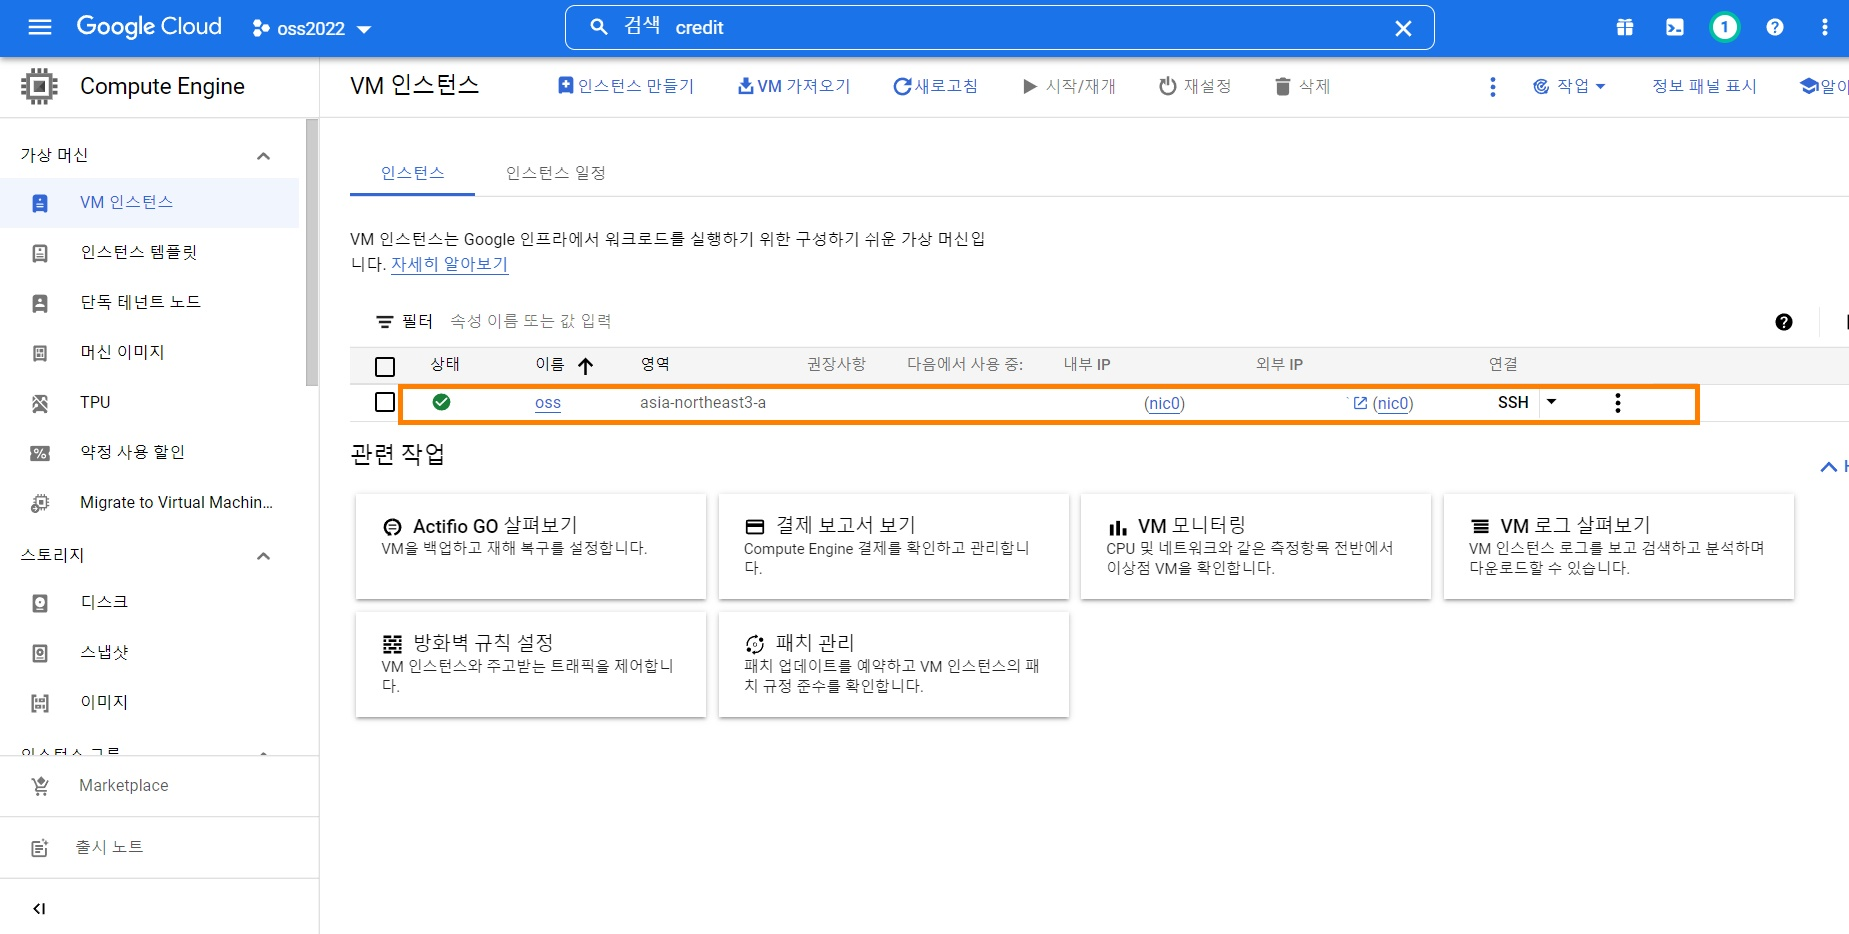 Google Cloud
oss2022
검색 credit
1
Compute Engine
VM 인스턴스
인스턴스 만들기
VM 가져오기
새로고침
시작/재개
재설정
삭제
작업
정보 패널 표시
가상 머신
VM 인스턴스
인스턴스 템플릿
단독 테넌트 노드
머신 이미지
TPU
약정 사용 할인
Migrate to Virtual Machin...
스토리지
디스크
스냅샷
이미지
인스턴스 그룹
Marketplace
출시 노트
인스턴스
인스턴스 일정
VM 인스턴스는 Google 인프라에서 워크로드를 실행하기 위한 구성하기 쉬운 가상 머신입
니다. 자세히 알아보기
필터 속성 이름 또는 값 입력
상태 이름 영역 권장사항 다음에서 사용 중: 내부 IP 외부 IP 연결
oss asia-northeast3-a (nic0) (nic0) SSH
관련 작업
Actifio GO 살펴보기
VM을 백업하고 재해 복구를 설정합니다.
결제 보고서 보기
Compute Engine 결제를 확인하고 관리합니
다.
VM 모니터링
CPU 및 네트워크와 같은 측정항목 전반에서
이상점 VM을 확인합니다.
VM 로그 살펴보기
VM 인스턴스 로그를 보고 검색하고 분석하며
다운로드할 수 있습니다.
방화벽 규칙 설정
VM 인스턴스와 주고받는 트래픽을 제어합니
다.
패치 관리
패치 업데이트를 예약하고 VM 인스턴스의 패
치 규정 준수를 확인합니다.